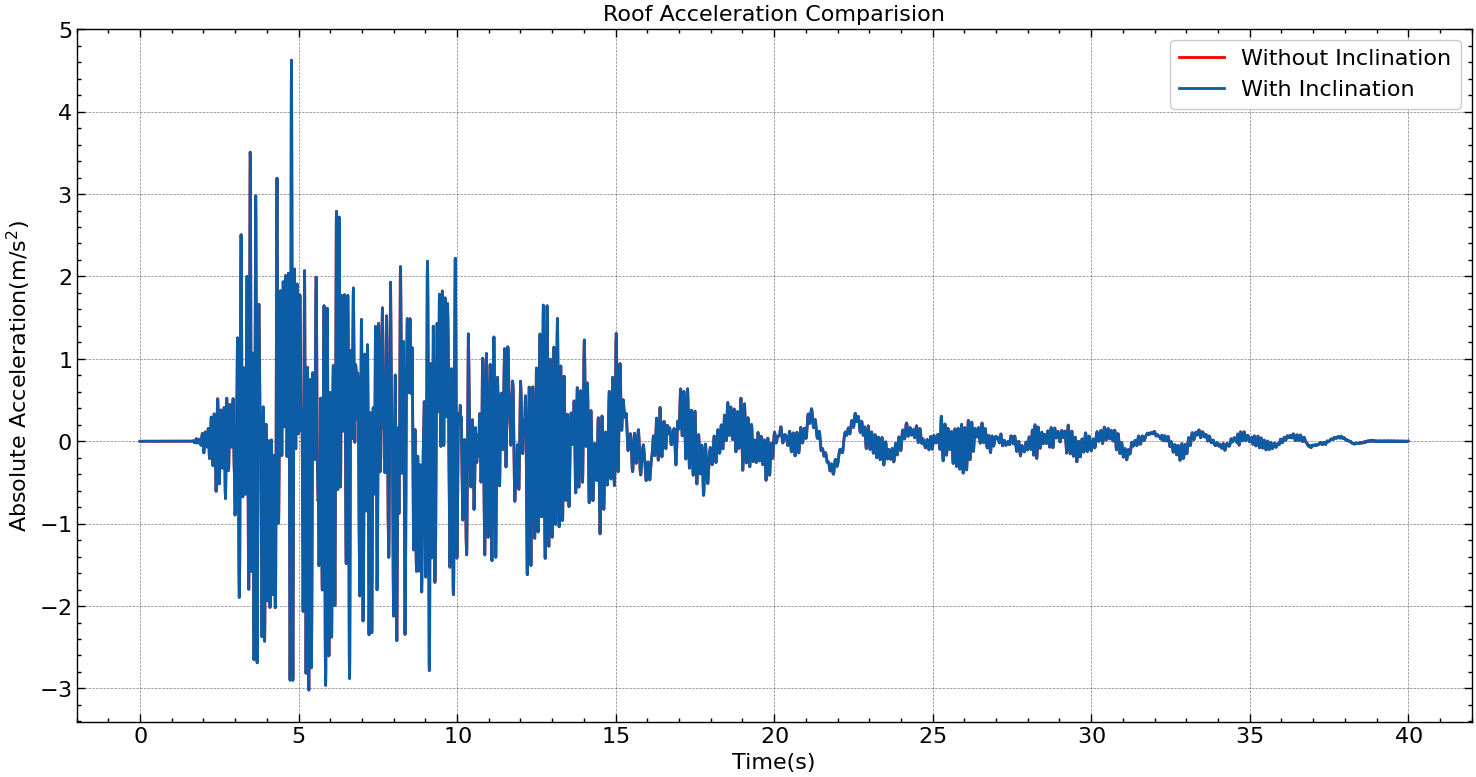 Roof Acceleration Comparision
Without Inclination
With Inclination
Absolute Acceleration(m/s²)
5
4
3
2
1
0
−1
−2
−3
0 5 10 15 20 25 30 35 40
Time(s)